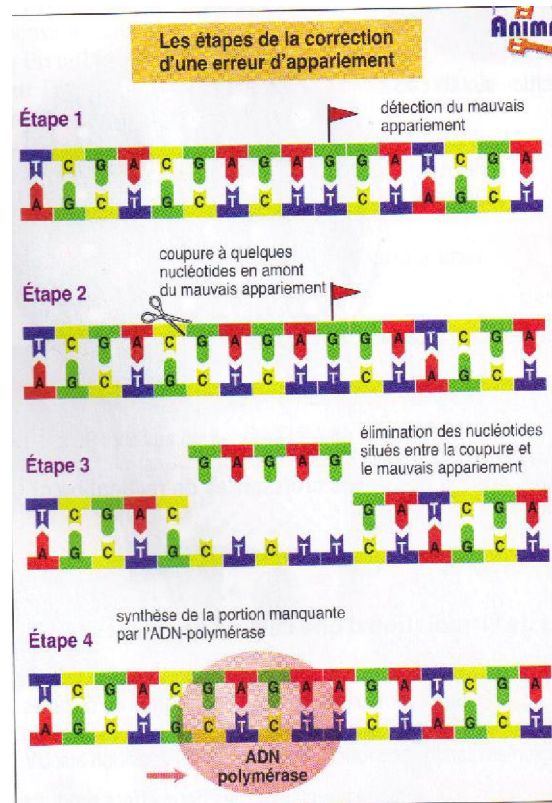 Anim
Les étapes de la correction
d'une erreur d'appariement
Étape 1
détection du mauvais
appariement
T C G A C G A G A G G A T C G A
A G C T G C T C T T C T A G C T
coupure à quelques
nucléotides en amont
du mauvais appariement
Étape 2
T C G A C G A G A G G A T C G A
A G C T G C T C T T C T A G C T
élimination des nucléotides
situés entre la coupure et
le mauvais appariement
Étape 3
G A G A G
T C G A C G A T C G A
A G C T G C T C T T C T A G C T
synthèse de la portion manquante
par l'ADN-polymérase
Étape 4
T C G A C G A G A A G A T C G A
A G C T G C T C T T C T A G C T
ADN
polymérase